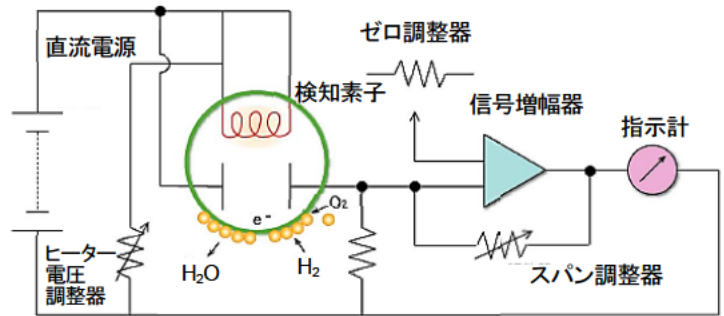 直流電源
ゼロ調整器
検知素子
信号増幅器
指示計
O2
e-
H2O
H2
ヒーター
電圧
調整器
スパン調整器